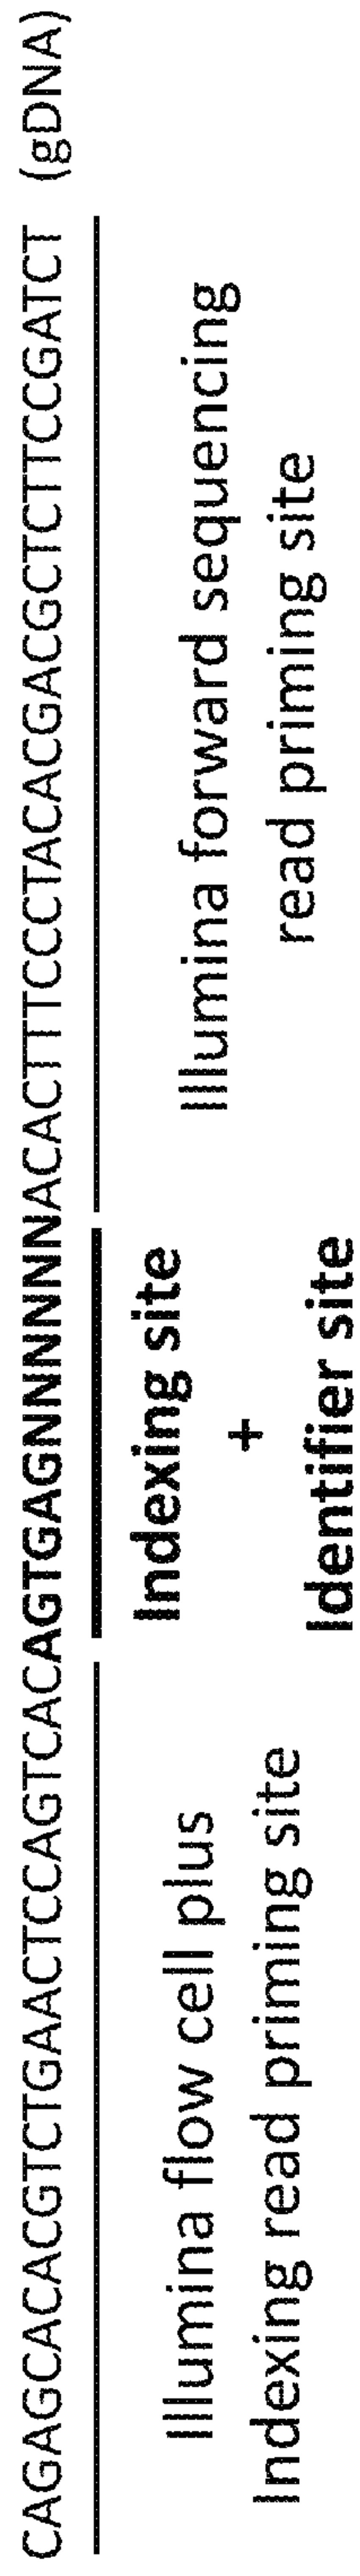 CAGAGCACACGTCTGAACTCCAGTCACAGTGAGNNNNNNACACTTTCCCTACACGACGCTCTTCCGATCT (gDNA)
Illumina flow cell plus
Indexing read priming site
Indexing site
+
Identifier site
Illumina forward sequencing
read priming site